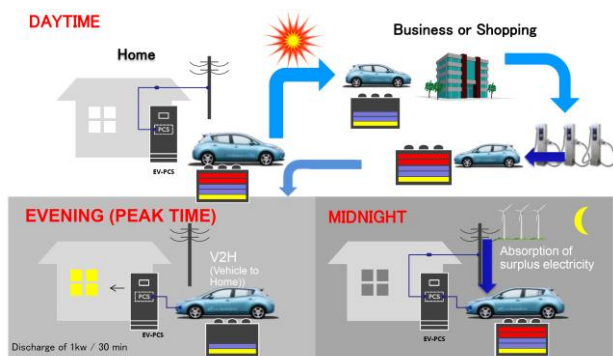 DAYTIME
Home
Business or Shopping
PCS
EV-PCS
EVENING (PEAK TIME)
V2H
(Vehicle to
Home))
PCS
EV-PCS
Discharge of 1kw / 30 min
MIDNIGHT
Absorption of
surplus electricity
PCS
EV-PCS